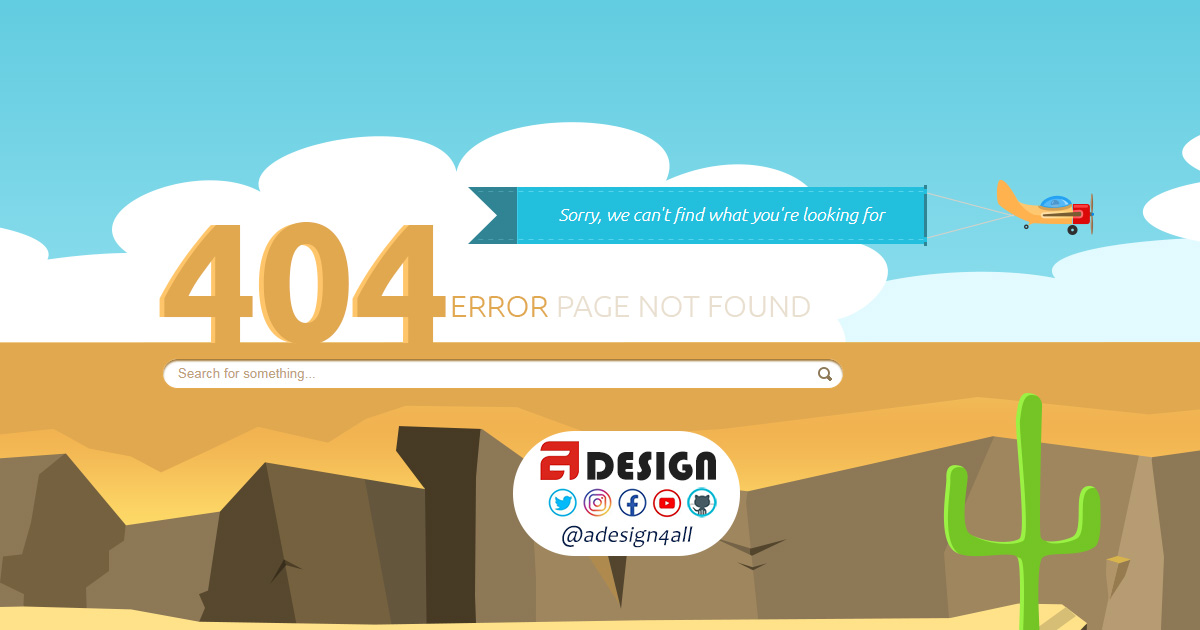 Sorry, we can't find what you're looking for
404 ERROR PAGE NOT FOUND
Search for something...
a DESIGN
@adesign4all